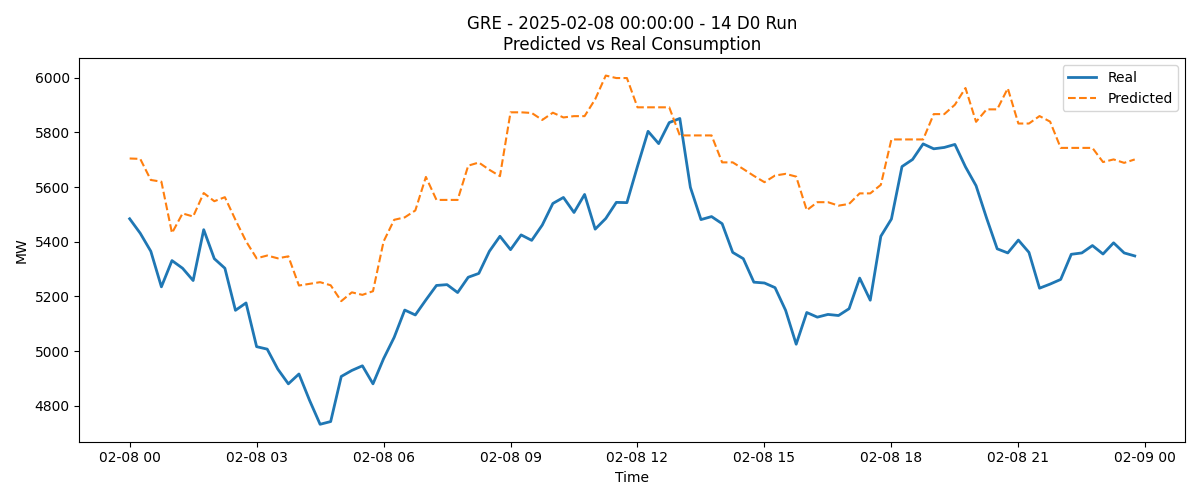 GRE - 2025-02-08 00:00:00 - 14 D0 Run
Predicted vs Real Consumption
Real
Predicted
MW
6000
5800
5600
5400
5200
5000
4800
02-08 00
02-08 03
02-08 06
02-08 09
02-08 12
02-08 15
02-08 18
02-08 21
02-09 00
Time